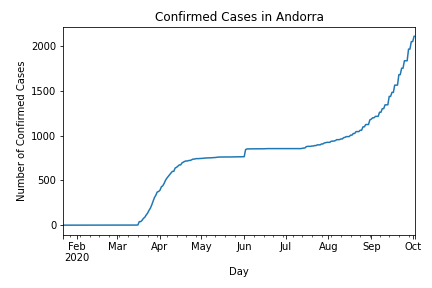 Confirmed Cases in Andorra
Number of Confirmed Cases
2000
1500
1000
500
0
Feb Mar Apr May Jun Jul Aug Sep Oct
2020
Day